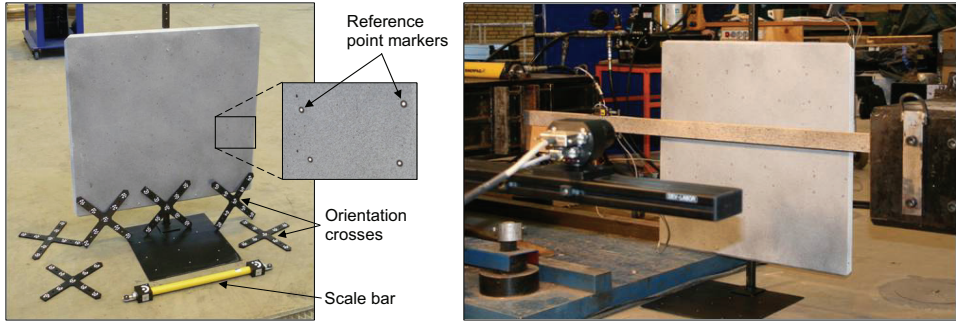 Reference
point markers
Orientation
crosses
Scale bar